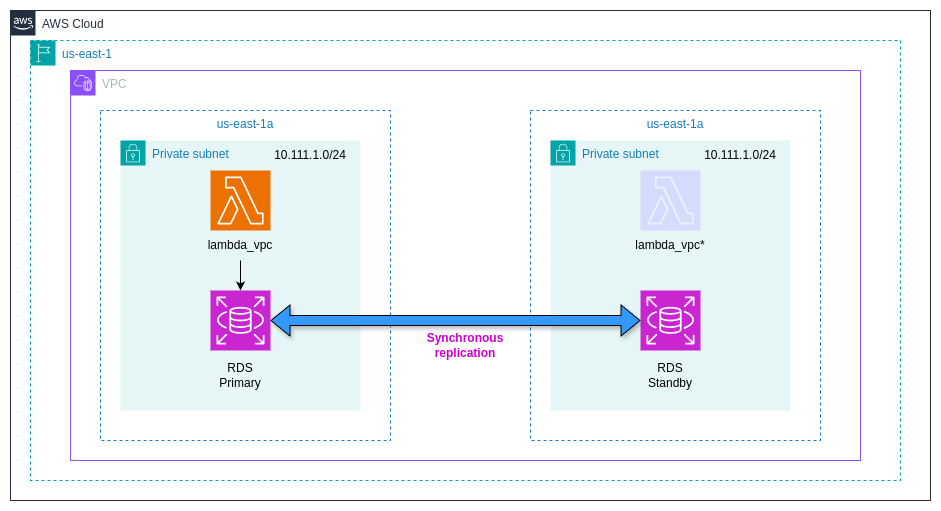 aws
AWS Cloud
us-east-1
VPC
us-east-1a
us-east-1a
Private subnet
10.111.1.0/24
Private subnet
10.111.1.0/24
lambda_vpc
lambda_vpc*
Synchronous
replication
RDS
Primary
RDS
Standby